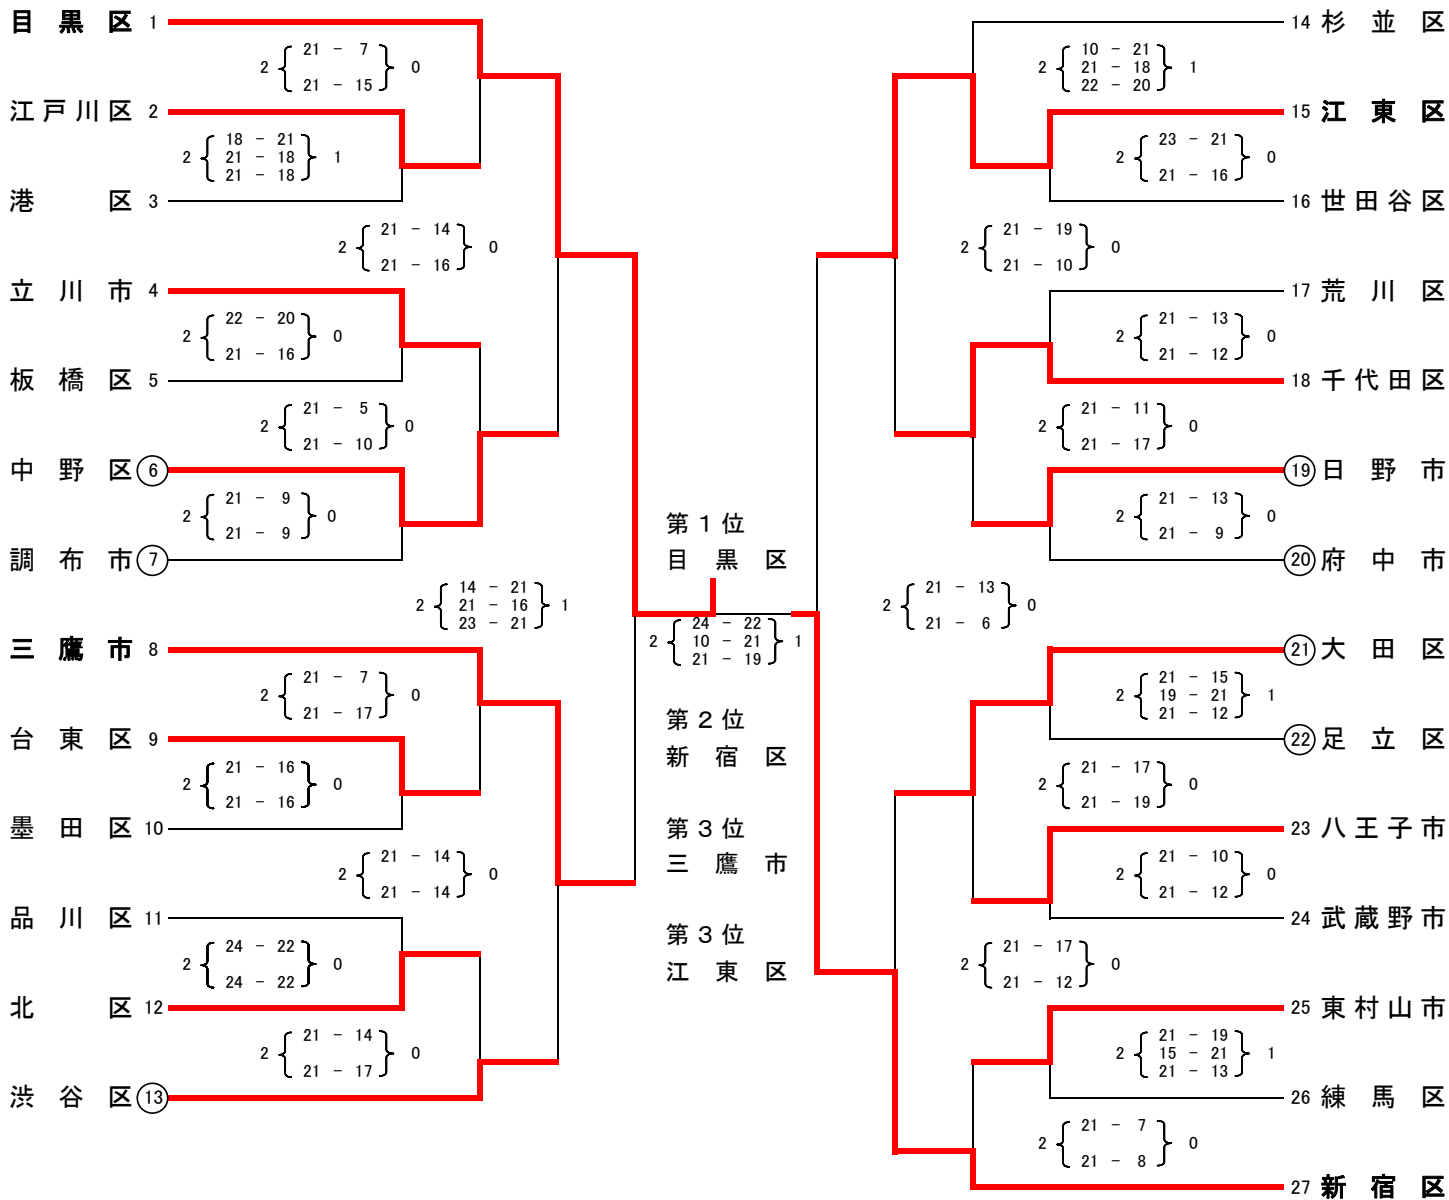 目黒区 1
2 21 - 7 0
21 - 15
江戸川区 2
18 - 21
2 21 - 18 1
21 - 18
港区 3
2 21 - 14 0
21 - 16
立川市 4
2 22 - 20 0
21 - 16
板橋区 5
2 21 - 5 0
21 - 10
中野区 6
2 21 - 9 0
21 - 9
調布市 7
14 - 21
2 21 - 16 1
23 - 21
三鷹市 8
2 21 - 7 0
21 - 17
台東区 9
2 21 - 16 0
21 - 16
墨田区 10
2 21 - 14 0
21 - 14
品川区 11
2 24 - 22 0
24 - 22
北区 12
2 21 - 14 0
21 - 17
渋谷区 13
第1位
目黒区
24 - 22
2 10 - 21 1
21 - 19
第2位
新宿区
第3位
三鷹市
第3位
江東区
14 杉並区
10 - 21
2 21 - 18 1
22 - 20
15 江東区
2 23 - 21 0
21 - 16
16 世田谷区
2 21 - 19 0
21 - 10
17 荒川区
2 21 - 13 0
21 - 12
18 千代田区
2 21 - 11 0
21 - 17
19 日野市
2 21 - 13 0
21 - 9
20 府中市
2 21 - 13 0
21 - 6
21 大田区
21 - 15
2 19 - 21 1
21 - 12
22 足立区
2 21 - 17 0
21 - 19
23 八王子市
2 21 - 10 0
21 - 12
24 武蔵野市
2 21 - 17 0
21 - 12
25 東村山市
21 - 19
2 15 - 21 1
21 - 13
26 練馬区
2 21 - 7 0
21 - 8
27 新宿区